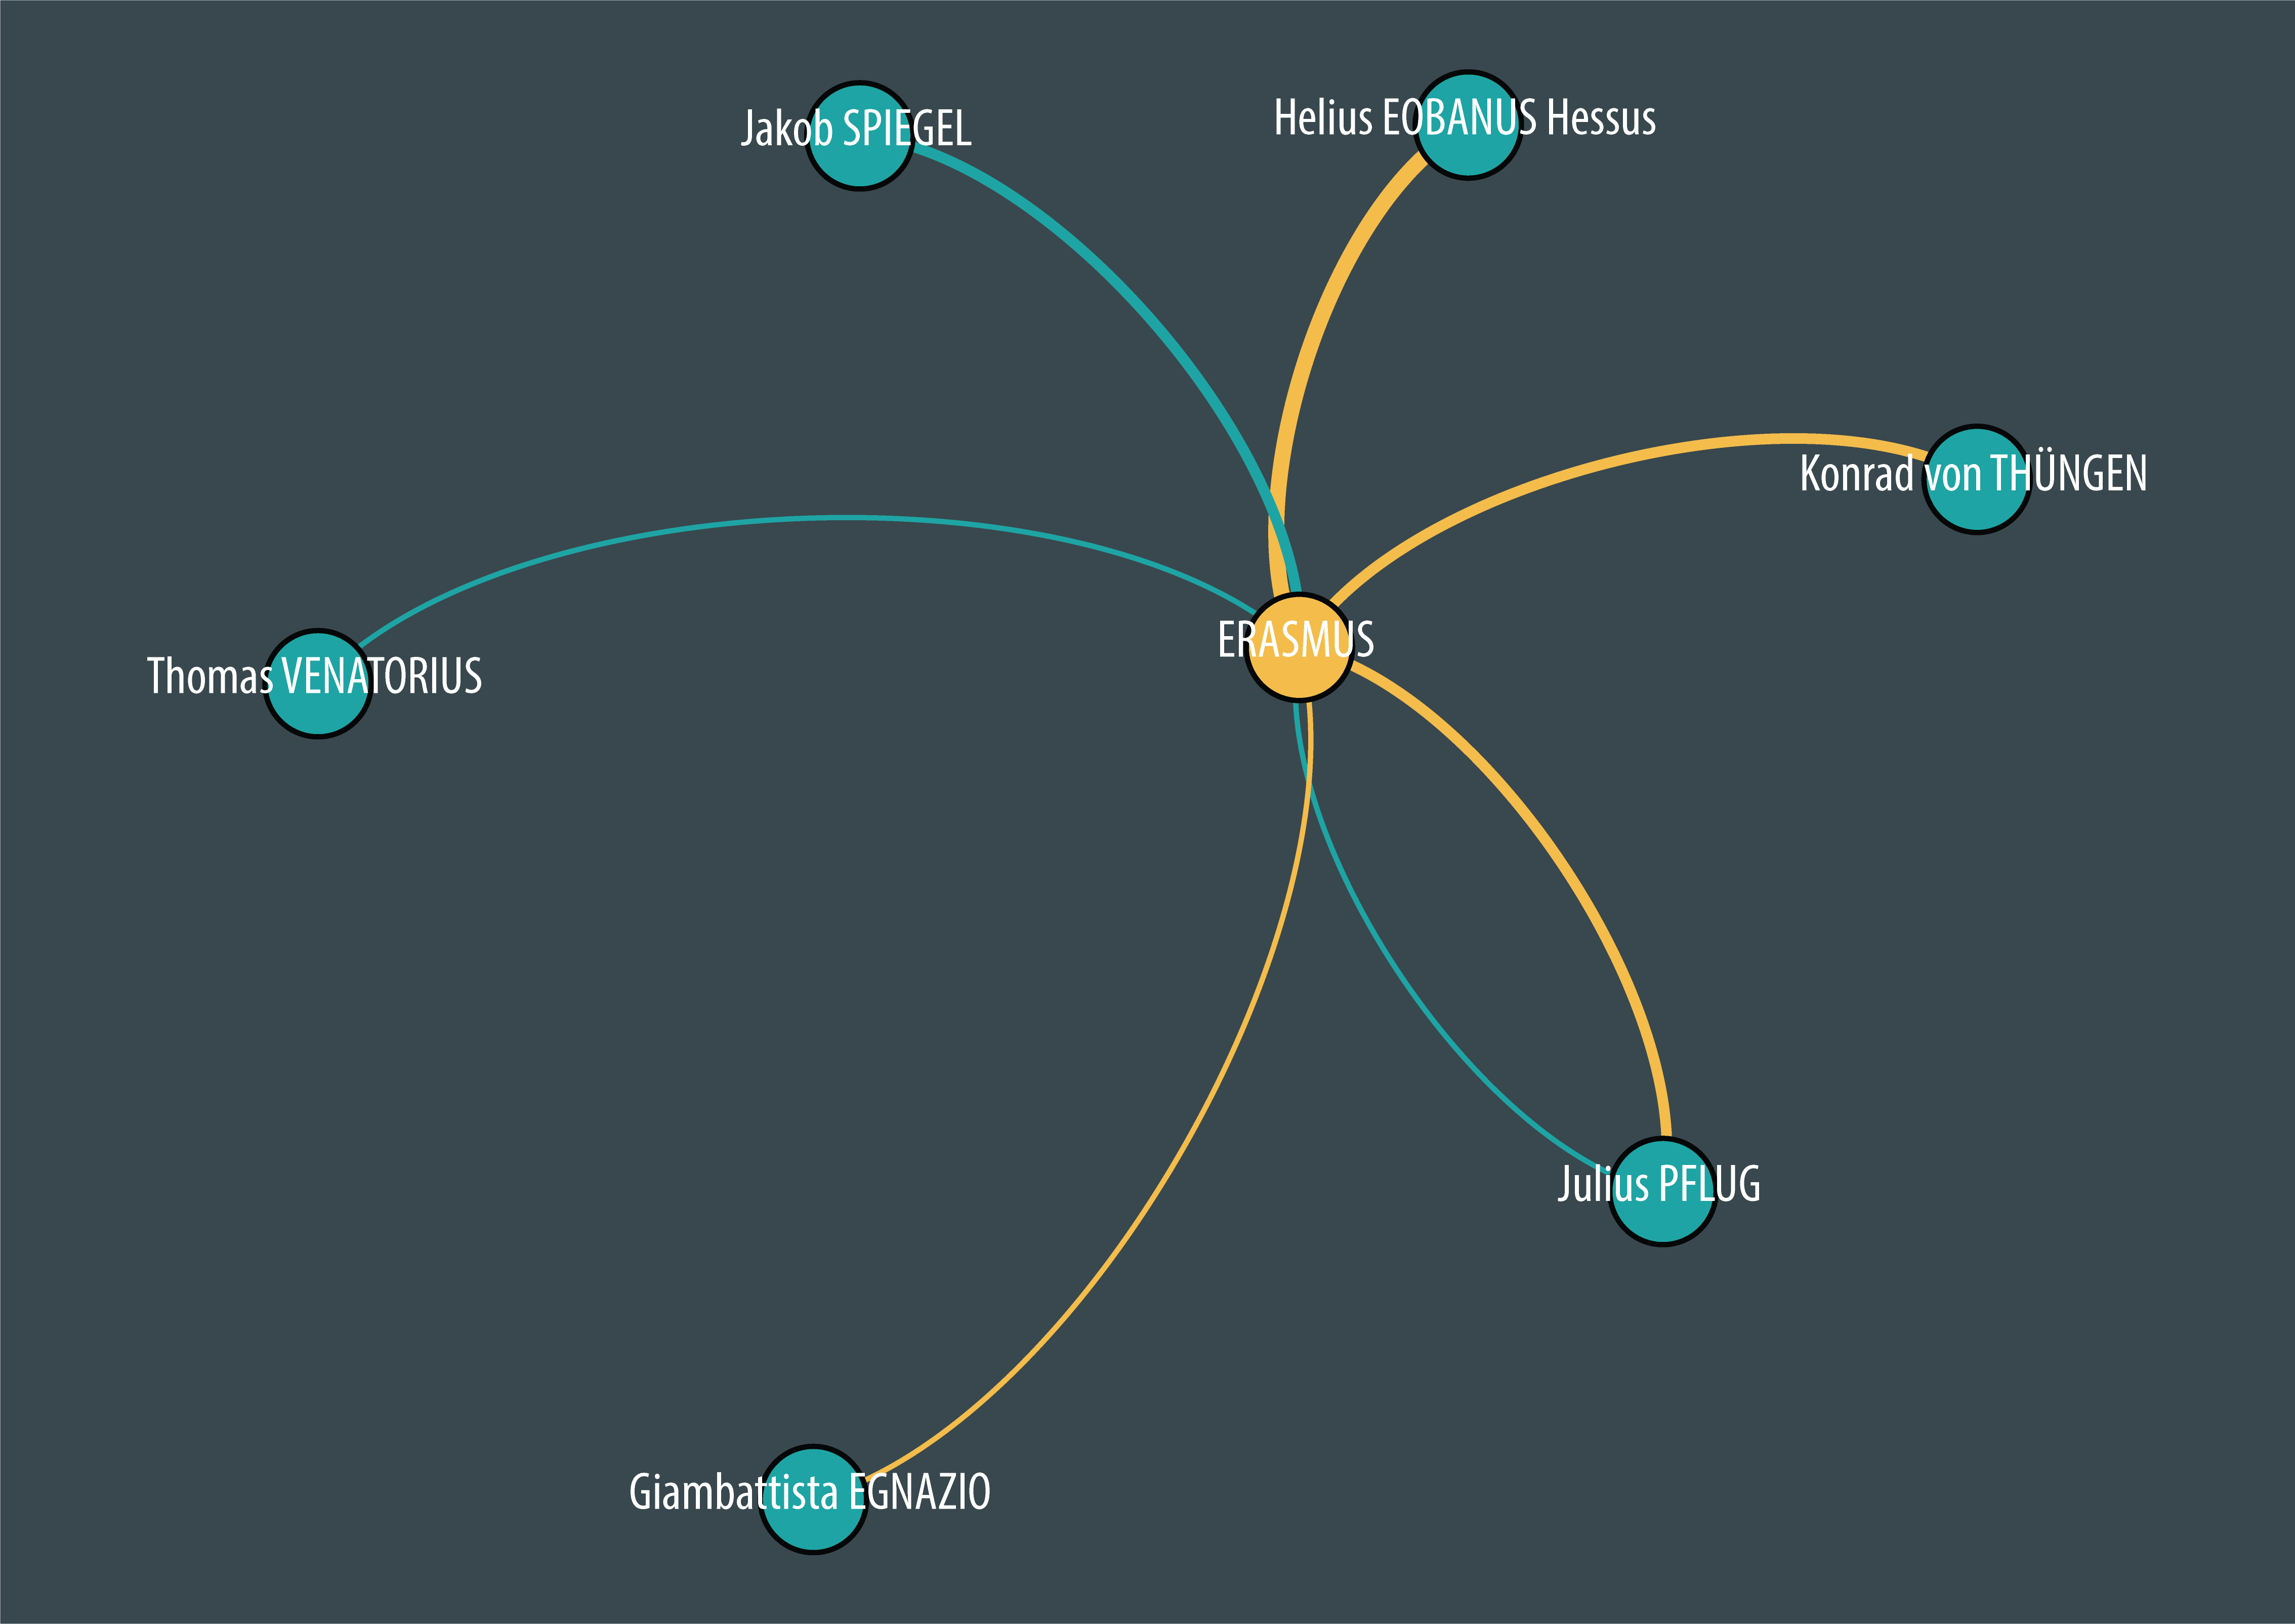 Jakob SPIEGEL
Helius EOBANUS Hessus
Konrad von THÜNGEN
ERASMUS
Thomas VENATORIUS
Julius PFLUG
Giambattista EGNAZIO